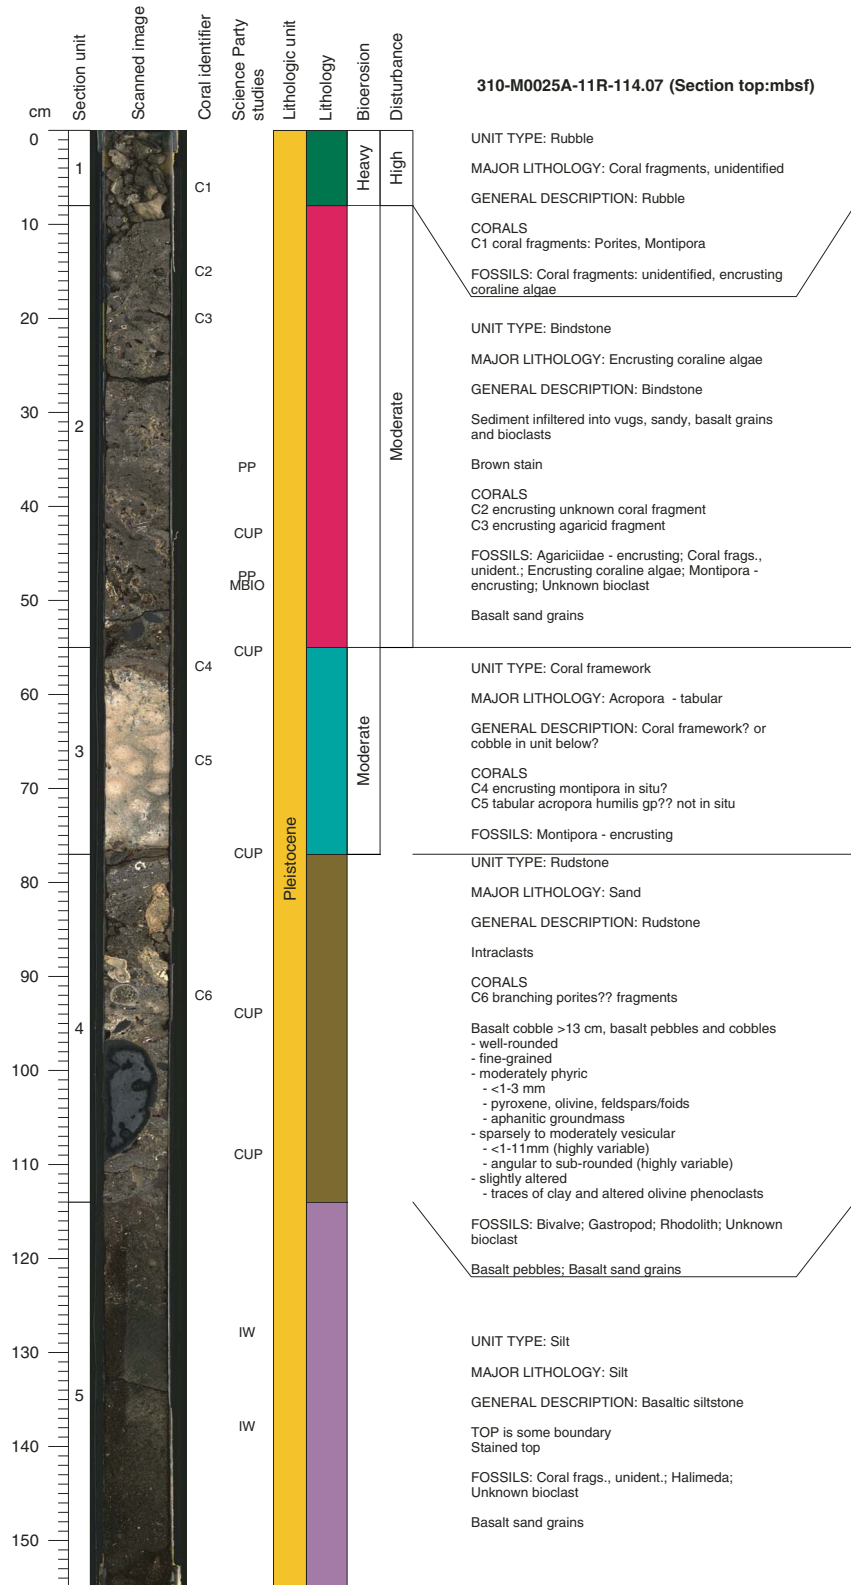 cm
Section unit
Scanned image
Coral identifier
Science Party
studies
Lithologic unit
Lithology
Bioerosion
Disturbance
310-M0025A-11R-114.07 (Section top:mbsf)
0
10
20
30
40
50
60
70
80
90
100
110
120
130
140
150
1
2
3
4
5
C1
C2
C3
C4
C5
C6
PP
CUP
PP
MBIO
CUP
CUP
CUP
CUP
IW
IW
Pleistocene
Heavy
Moderate
High
Moderate
UNIT TYPE: Rubble
MAJOR LITHOLOGY: Coral fragments, unidentified
GENERAL DESCRIPTION: Rubble
CORALS
C1 coral fragments: Porites, Montipora
FOSSILS: Coral fragments: unidentified, encrusting
coraline algae
UNIT TYPE: Bindstone
MAJOR LITHOLOGY: Encrusting coraline algae
GENERAL DESCRIPTION: Bindstone
Sediment infiltered into vugs, sandy, basalt grains
and bioclasts
Brown stain
CORALS
C2 encrusting unknown coral fragment
C3 encrusting agaricid fragment
FOSSILS: Agariciidae - encrusting; Coral frags.,
unident.; Encrusting coraline algae; Montipora -
encrusting; Unknown bioclast
Basalt sand grains
UNIT TYPE: Coral framework
MAJOR LITHOLOGY: Acropora - tabular
GENERAL DESCRIPTION: Coral framework? or
cobble in unit below?
CORALS
C4 encrusting montipora in situ?
C5 tabular acropora humilis gp?? not in situ
FOSSILS: Montipora - encrusting
UNIT TYPE: Rudstone
MAJOR LITHOLOGY: Sand
GENERAL DESCRIPTION: Rudstone
Intraclasts
CORALS
C6 branching porites?? fragments
Basalt cobble >13 cm, basalt pebbles and cobbles
- well-rounded
- fine-grained
- moderately phyric
- <1-3 mm
- pyroxene, olivine, feldspars/foids
- aphanitic groundmass
- sparsely to moderately vesicular
- <1-11mm (highly variable)
- angular to sub-rounded (highly variable)
- slightly altered
- traces of clay and altered olivine phenoclasts
FOSSILS: Bivalve; Gastropod; Rhodolith; Unknown
bioclast
Basalt pebbles; Basalt sand grains
UNIT TYPE: Silt
MAJOR LITHOLOGY: Silt
GENERAL DESCRIPTION: Basaltic siltstone
TOP is some boundary
Stained top
FOSSILS: Coral frags., unident.; Halimeda;
Unknown bioclast
Basalt sand grains